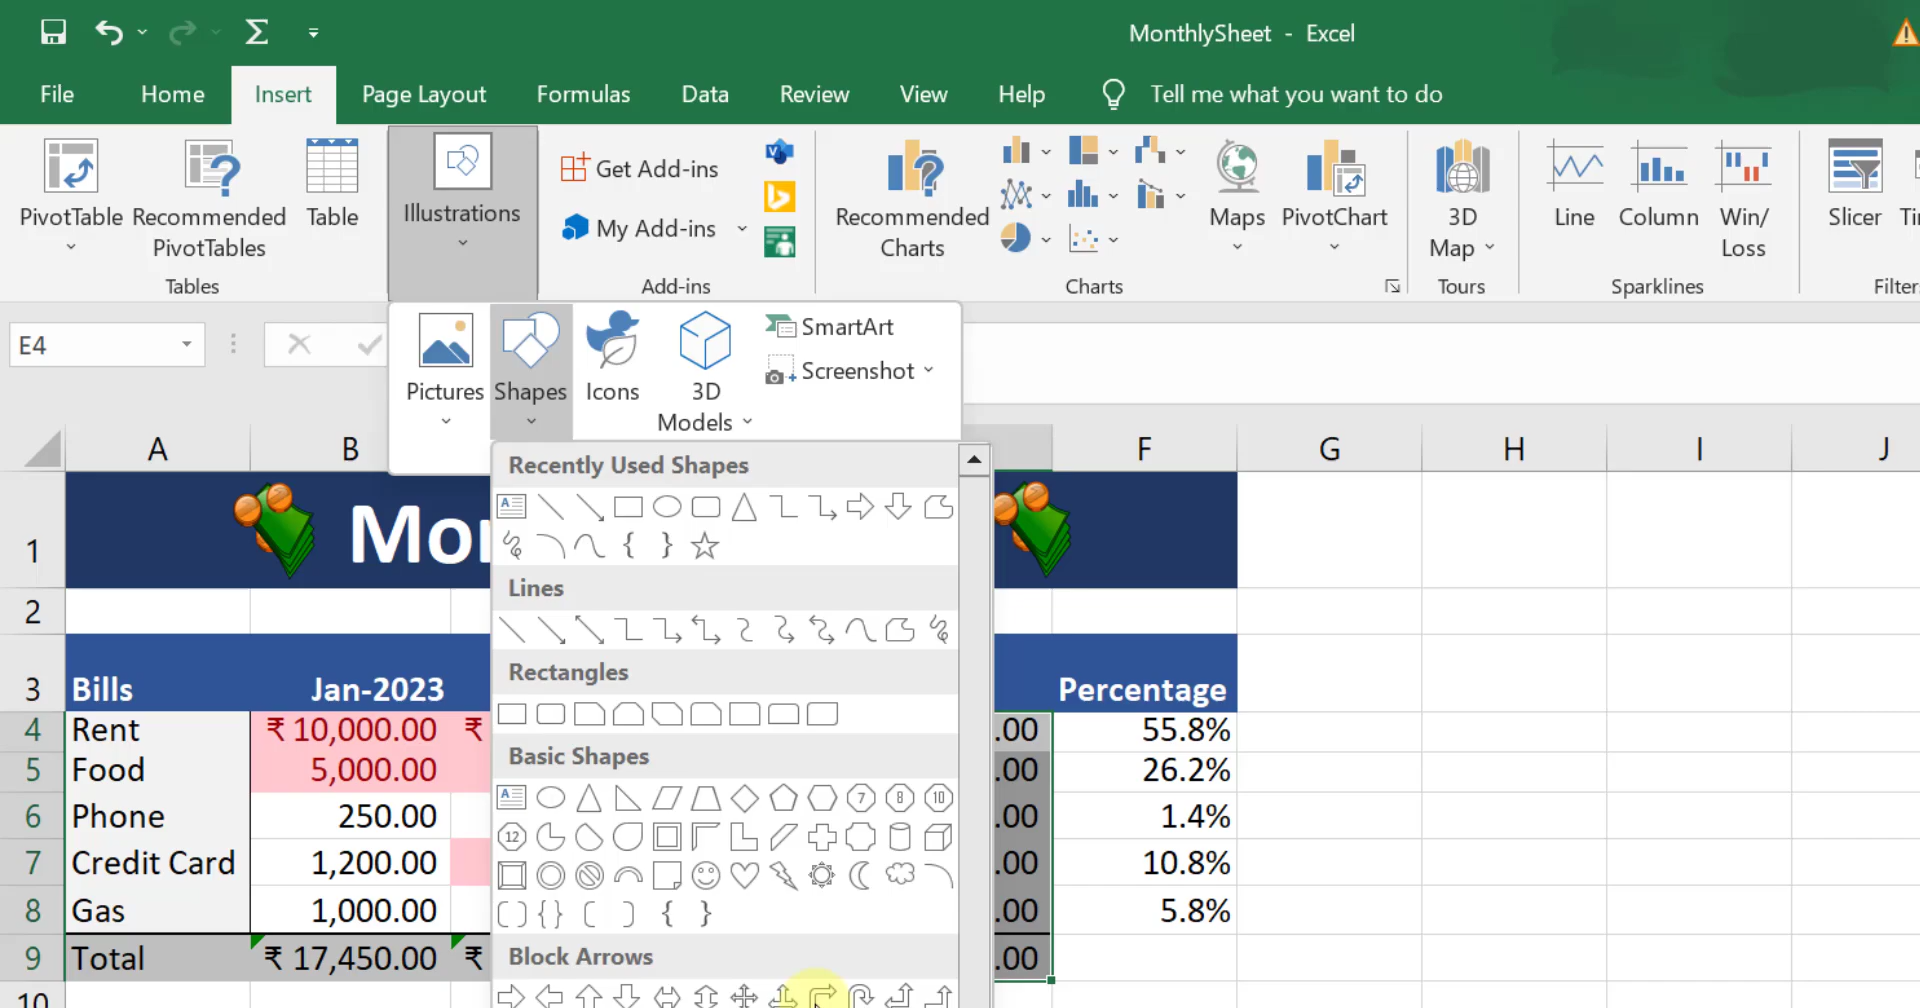 MonthlySheet - Excel
File Home Insert Page Layout Formulas Data Review View Help Tell me what you want to do
PivotTable
Recommended PivotTables
Table
Tables
Illustrations
Get Add-ins
My Add-ins
Add-ins
Recommended Charts
Maps
PivotChart
Charts
3D Map
Tours
Line
Column
Win/Loss
Sparklines
Slicer
E4
Pictures
Shapes
Icons
3D Models
SmartArt
Screenshot
A B F G H I J
Recently Used Shapes
A
Lines
Rectangles
Basic Shapes
A 7 8 10
12
Block Arrows
1
2
3 Bills Jan-2023 Percentage
4 Rent ₹ 10,000.00 ₹ .00 55.8%
5 Food 5,000.00 .00 26.2%
6 Phone 250.00 .00 1.4%
7 Credit Card 1,200.00 .00 10.8%
8 Gas 1,000.00 .00 5.8%
9 Total ₹ 17,450.00 ₹ .00
10